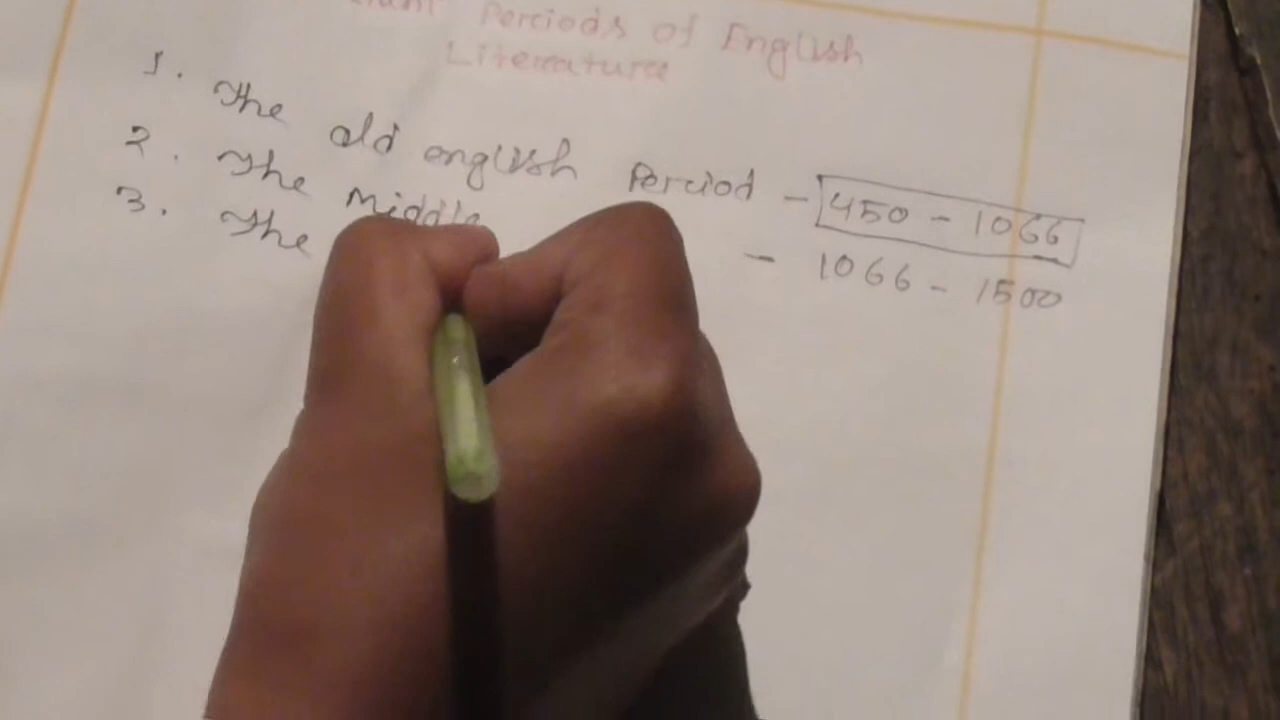 Periods of English
Literature
1. The old english Period - 450 - 1066
2. The Middle - 1066 - 1500
3. The